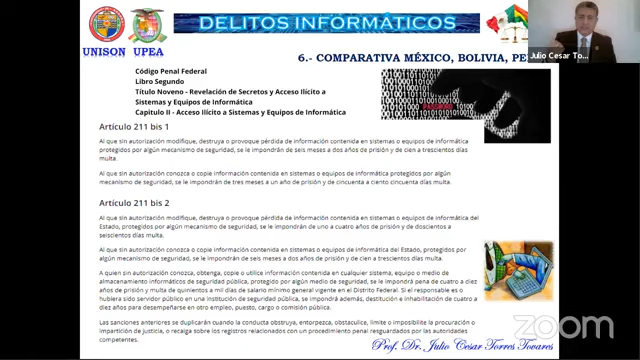 DELITOS INFORMÁTICOS
UNISON UPEA
6.- COMPARATIVA MÉXICO, BOLIVIA, PE
Julio Cesar To...
Código Penal Federal
Libro Segundo
Título Noveno - Revelación de Secretos y Acceso Ilícito a
Sistemas y Equipos de Informática
Capitulo II - Acceso Ilícito a Sistemas y Equipos de Informática
PASSWORD
Artículo 211 bis 1
Al que sin autorización modifique, destruya o provoque pérdida de información contenida en sistemas o equipos de informática
protegidos por algún mecanismo de seguridad, se le impondrán de seis meses a dos años de prisión y de cien a trescientos días
multa.
Al que sin autorización conozca o copie información contenida en sistemas o equipos de informática protegidos por algún
mecanismo de seguridad, se le impondrán de tres meses a un año de prisión y de cincuenta a ciento cincuenta días multa.
Artículo 211 bis 2
Al que sin autorización modifique, destruya o provoque pérdida de información contenida en sistemas o equipos de informática del
Estado, protegidos por algún mecanismo de seguridad, se le impondrán de uno a cuatro años de prisión y de doscientos a
seiscientos días multa.
Al que sin autorización conozca o copie información contenida en sistemas o equipos de informática del Estado, protegidos por
algún mecanismo de seguridad, se le impondrán de seis meses a dos años de prisión y de cien a trescientos días multa.
A quien sin autorización conozca, obtenga, copie o utilice información contenida en cualquier sistema, equipo o medio de
almacenamiento informáticos de seguridad pública, protegido por algún medio de seguridad, se le impondrá pena de cuatro a diez
años de prisión y multa de quinientos a mil días de salario mínimo general vigente en el Distrito Federal. Si el responsable es o
hubiera sido servidor público en una institución de seguridad pública, se impondrá además, destitución e inhabilitación de cuatro a
diez años para desempeñarse en otro empleo, puesto, cargo o comisión pública.
Las sanciones anteriores se duplicarán cuando la conducta obstruya, entorpezca, obstaculice, limite o imposibilite la procuración o
impartición de justicia, o recaiga sobre los registros relacionados con un procedimiento penal resguardados por las autoridades
competentes.
zoom
Prof. Dr. Julio Cesar Torres Tovares